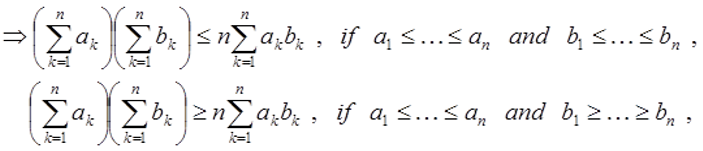 ⇒ (∑_{k=1}^{n} a_k)(∑_{k=1}^{n} b_k) ≤ n∑_{k=1}^{n} a_k b_k , if a_1 ≤ … ≤ a_n and b_1 ≤ … ≤ b_n ,
(∑_{k=1}^{n} a_k)(∑_{k=1}^{n} b_k) ≥ n∑_{k=1}^{n} a_k b_k , if a_1 ≤ … ≤ a_n and b_1 ≥ … ≥ b_n ,